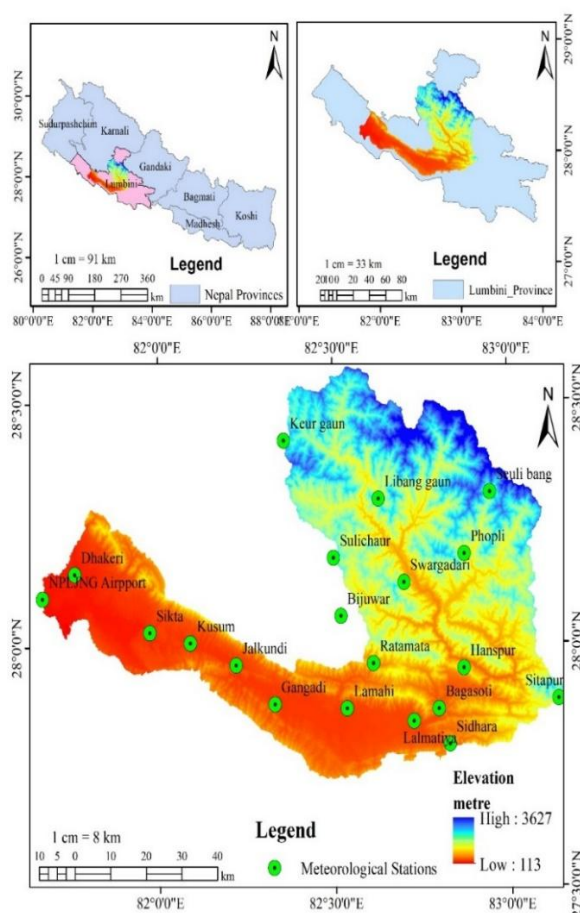 N
30°0'0"N
28°0'0"N
26°0'0"N
Sudurpashchim
Karnali
Gandaki
Lumbini
Bagmati
Madhesh
Koshi
1 cm = 91 km
0 45 90 180 270 360
km
Legend
Nepal Provinces
80°0'0"E 82°0'0"E 84°0'0"E 86°0'0"E 88°0'0"E
N
29°0'0"N
28°0'0"N
27°0'0"N
1 cm = 33 km
20 10 0 20 40 60 80
km
Legend
Lumbini_Province
82°0'0"E 83°0'0"E 84°0'0"E
82°0'0"E 82°30'0"E 83°0'0"E
28°30'0"N
28°30'0"N
N
Keur gaun
Libang gaun
Seuli bang
Sulichaur
Phopli
Dhakeri
Swargadari
NPLJNG Airpport
Bijuwar
Sikta
Kusum
28°0'0"N
28°0'0"N
Jalkundi
Ratamata
Hanspur
Sitapur
Gangadi
Lamahi
Bagasoti
Lalmatiya
Sidhara
Elevation
metre
High : 3627
Low : 113
1 cm = 8 km
10 5 0 10 20 30 40
km
Legend
Meteorological Stations
27°30'0"N
27°30'0"N
82°0'0"E 82°30'0"E 83°0'0"E